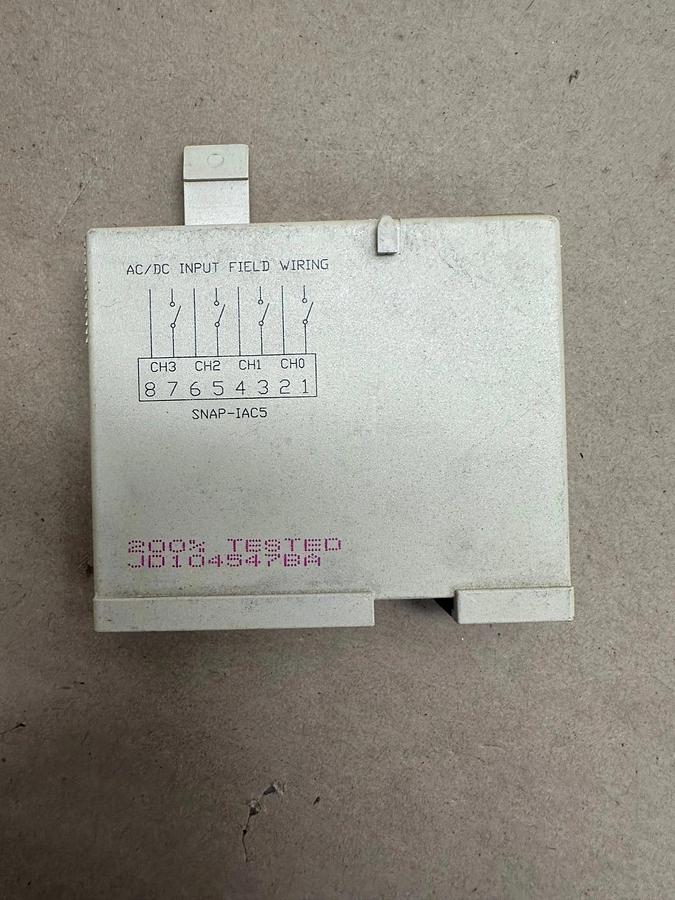 AC/DC INPUT FIELD WIRING
CH3 CH2 CH1 CH0
8 7 6 5 4 3 2 1
SNAP-IAC5
200% TESTED
JD104547BA